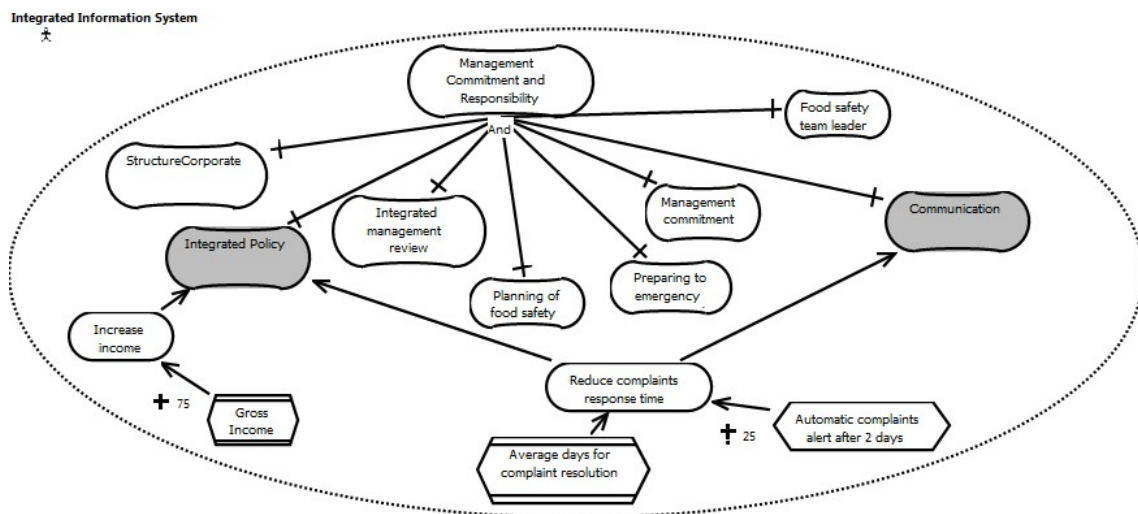 Integrated Information System
Management
Commitment and
Responsibility
And
Food safety
team leader
StructureCorporate
Integrated
management
review
Management
commitment
Communication
Integrated Policy
Planning of
food safety
Preparing to
emergency
Increase
income
Reduce complaints
response time
75
Gross
Income
25
Automatic complaints
alert after 2 days
Average days for
complaint resolution